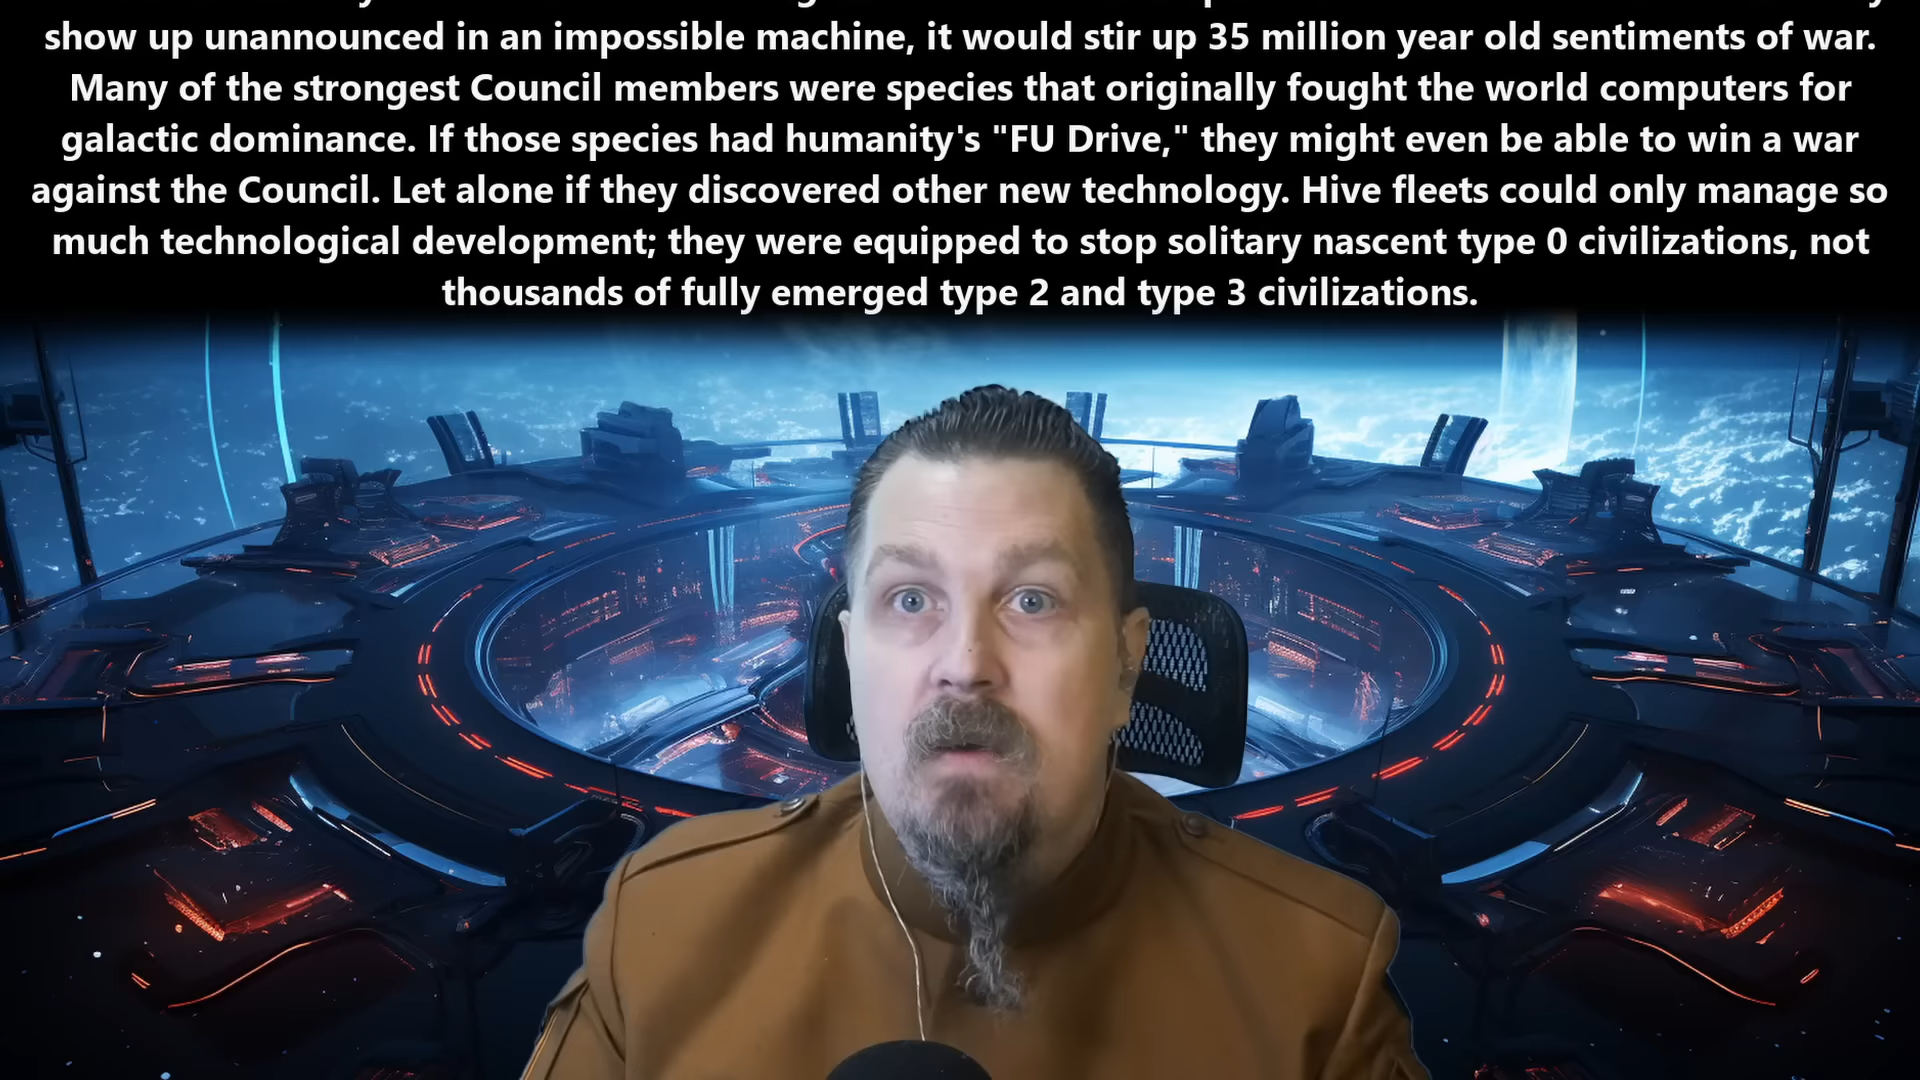 show up unannounced in an impossible machine, it would stir up 35 million year old sentiments of war.
Many of the strongest Council members were species that originally fought the world computers for
galactic dominance. If those species had humanity's "FU Drive," they might even be able to win a war
against the Council. Let alone if they discovered other new technology. Hive fleets could only manage so
much technological development; they were equipped to stop solitary nascent type 0 civilizations, not
thousands of fully emerged type 2 and type 3 civilizations.